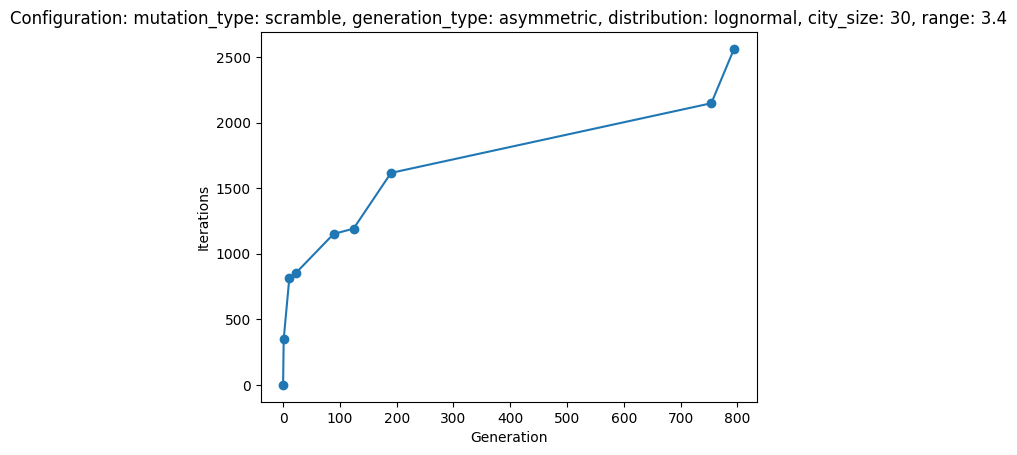 Configuration: mutation_type: scramble, generation_type: asymmetric, distribution: lognormal, city_size: 30, range: 3.4
2500
2000
1500
1000
500
0
Iterations
0 100 200 300 400 500 600 700 800
Generation